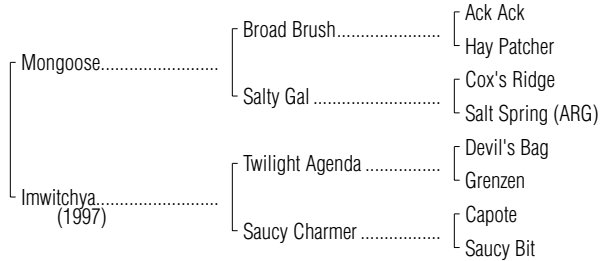 Ack Ack
Broad Brush
Hay Patcher
Mongoose
Cox's Ridge
Salty Gal
Salt Spring (ARG)
Devil's Bag
Twilight Agenda
Grenzen
Imwitchya
(1997)
Capote
Saucy Charmer
Saucy Bit